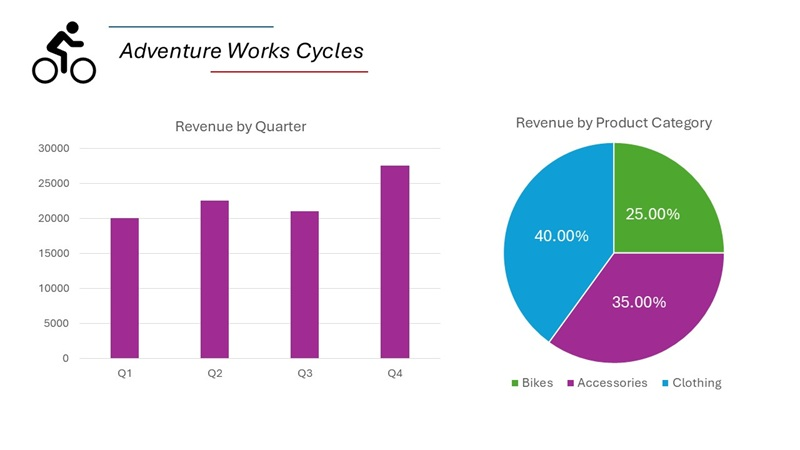 Adventure Works Cycles
Revenue by Quarter
30000
25000
20000
15000
10000
5000
0
Q1 Q2 Q3 Q4
Revenue by Product Category
25.00%
40.00%
35.00%
Bikes Accessories Clothing